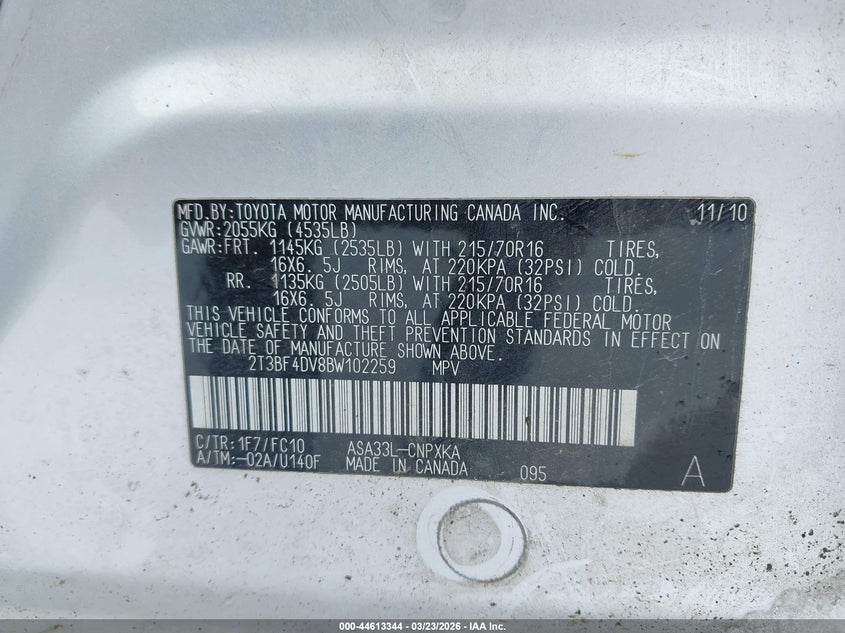 MFD.BY:TOYOTA MOTOR MANUFACTURING CANADA INC. 11/10
GVWR:2055KG (4535LB)
GAWR:FRT. 1145KG (2535LB) WITH 215/70R16 TIRES,
16X6.5J RIMS, AT 220KPA (32PSI) COLD.
RR. 1135KG (2505LB) WITH 215/70R16 TIRES,
16X6.5J RIMS, AT 220KPA (32PSI) COLD.
THIS VEHICLE CONFORMS TO ALL APPLICABLE FEDERAL MOTOR
VEHICLE SAFETY AND THEFT PREVENTION STANDARDS IN EFFECT ON
THE DATE OF MANUFACTURE SHOWN ABOVE.
2T3BF4DV8BW102259 MPV
C/TR:1F7/FC10 ASA33L-CNPXKA
A/TM:-02A/U140F MADE IN CANADA 095 A
000-44613344 - 03/23/2026 - IAA Inc.